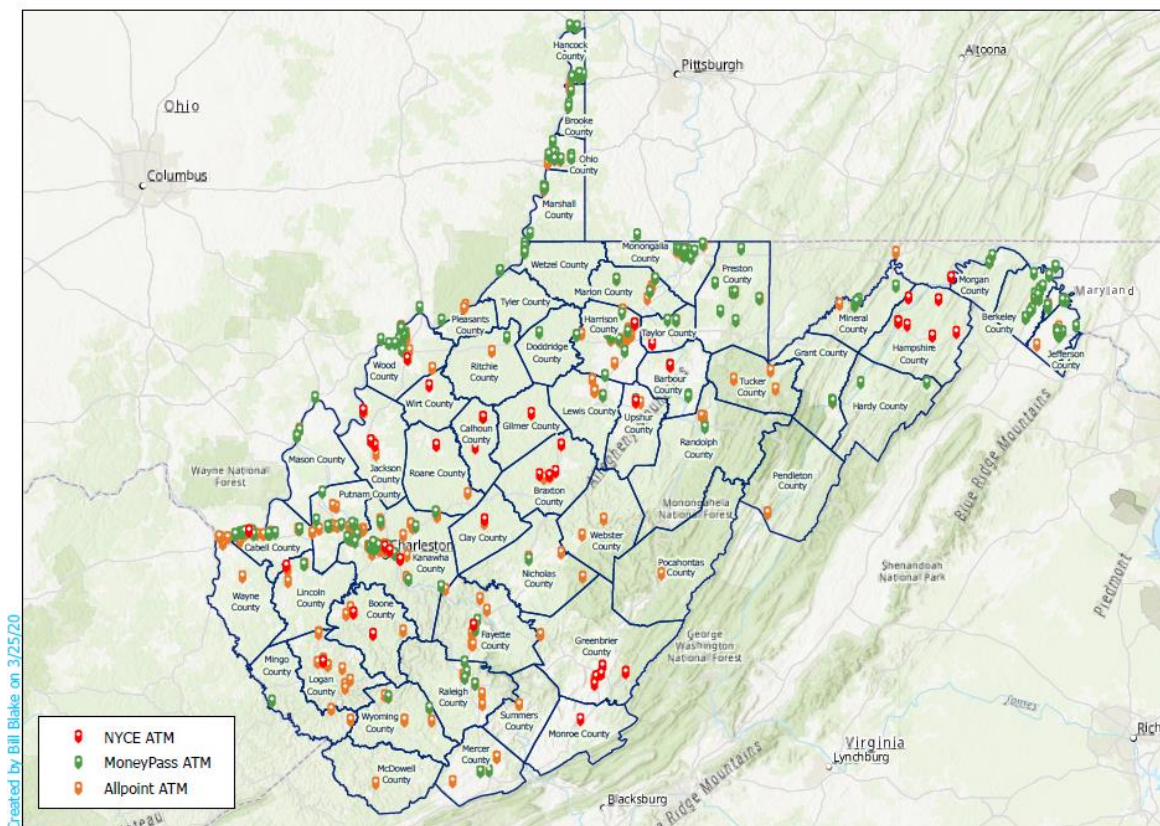 Hancock
County
Pittsburgh
Altoona
Ohio
Brooke
County
Ohio
County
Columbus
Marshall
County
Monongalia
County
Wetzel County
Preston
County
Marion County
Tyler County
Morgan
County
Maryland
Pleasants
County
Harrison
County
Taylor County
Mineral
County
Berkeley
County
Doddridge
County
Hampshire
County
Jefferson
County
Wood
County
Ritchie
County
Grant County
Barbour
County
Tucker
County
Wirt County
Lewis County
Hardy County
Calhoun
County
Gilmer County
Upshur
County
Randolph
County
Mason County
Jackson
County
Roane County
Wayne National
Forest
Braxton
County
Pendleton
County
Putnam County
Monongahela
National Forest
Blue Ridge Mountains
Clay County
Webster
County
Cabell County
Charleston
Kanawha
County
Pocahontas
County
Shenandoah
National Park
Nicholas
County
Wayne
County
Lincoln
County
Boone
County
Piedmont
Fayette
County
Greenbrier
County
George
Washington
National Forest
Mingo
County
Logan
County
Raleigh
County
Wyoming
County
Summers
County
Monroe County
James
Rich
Virginia
Lynchburg
Mercer
County
McDowell
County
Blacksburg
e Ridge Mountains
ateau
NYCE ATM
MoneyPass ATM
Allpoint ATM
Created by Bill Blake on 3/25/20